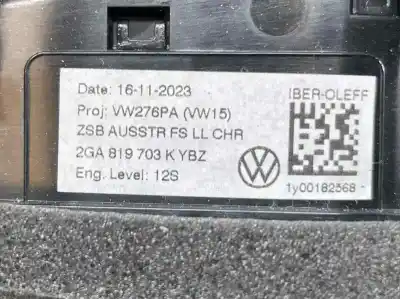 Date: 16-11-2023
IBER-OLEFF
Proj: VW276PA (VW15)
ZSB AUSSTR FS LL CHR
2GA 819 703 K YBZ
Eng. Level: 12S
1y00182568